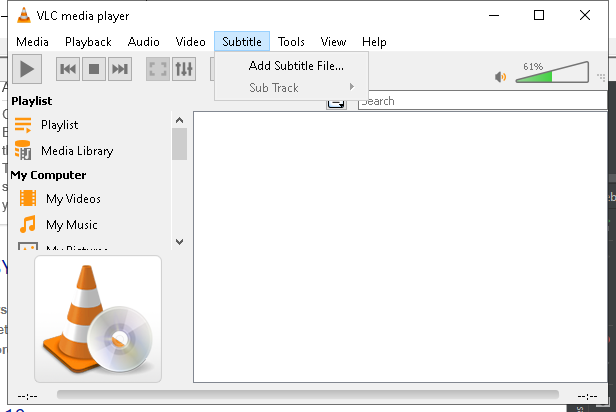 VLC media player
Media Playback Audio Video Subtitle Tools View Help
Add Subtitle File...
Sub Track
61%
Search
Playlist
Playlist
Media Library
My Computer
My Videos
My Music
My Pictures
--:-- --:--